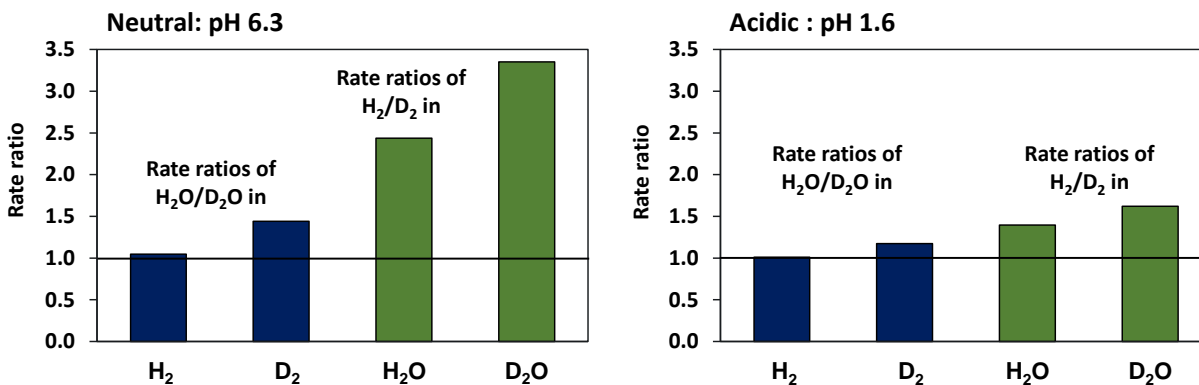 Neutral: pH 6.3
3.5
3.0
2.5
2.0
1.5
1.0
0.5
0.0
Rate ratio
Rate ratios of
H₂O/D₂O in
Rate ratios of
H₂/D₂ in
H₂ D₂ H₂O D₂O
Acidic : pH 1.6
3.5
3.0
2.5
2.0
1.5
1.0
0.5
0.0
Rate ratio
Rate ratios of
H₂O/D₂O in
Rate ratios of
H₂/D₂ in
H₂ D₂ H₂O D₂O